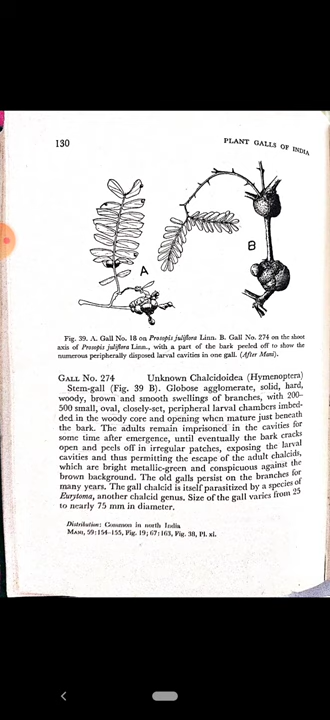 130
PLANT GALLS OF INDIA
A
B
Fig. 39. A. Gall No. 18 on Prosopis juliflora Linn. B. Gall No. 274 on the shoot
axis of Prosopis juliflora Linn., with a part of the bark peeled off to show the
numerous peripherally disposed larval cavities in one gall. (After Mani).
GALL No. 274 Unknown Chalcidoidea (Hymenoptera)
Stem-gall (Fig. 39 B). Globose agglomerate, solid, hard,
woody, brown and smooth swellings of branches, with 200–
500 small, oval, closely-set, peripheral larval chambers imbed-
ded in the woody core and opening when mature just beneath
the bark. The adults remain imprisoned in the cavities for
some time after emergence, until eventually the bark cracks
open and peels off in irregular patches, exposing the larval
cavities and thus permitting the escape of the adult chalcids,
which are bright metallic-green and conspicuous against the
brown background. The old galls persist on the branches for
many years. The gall chalcid is itself parasitized by a species of
Eurytoma, another chalcid genus. Size of the gall varies from 25
to nearly 75 mm in diameter.
Distribution: Common in north India
MANI, 59:154-155, Fig. 19; 67:163, Fig. 38, Pl. xi.